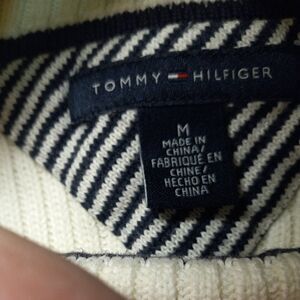 TOMMY HILFIGER
M
MADE IN
CHINA/
FABRIQUÉ EN
CHINE/
HECHO EN
CHINA